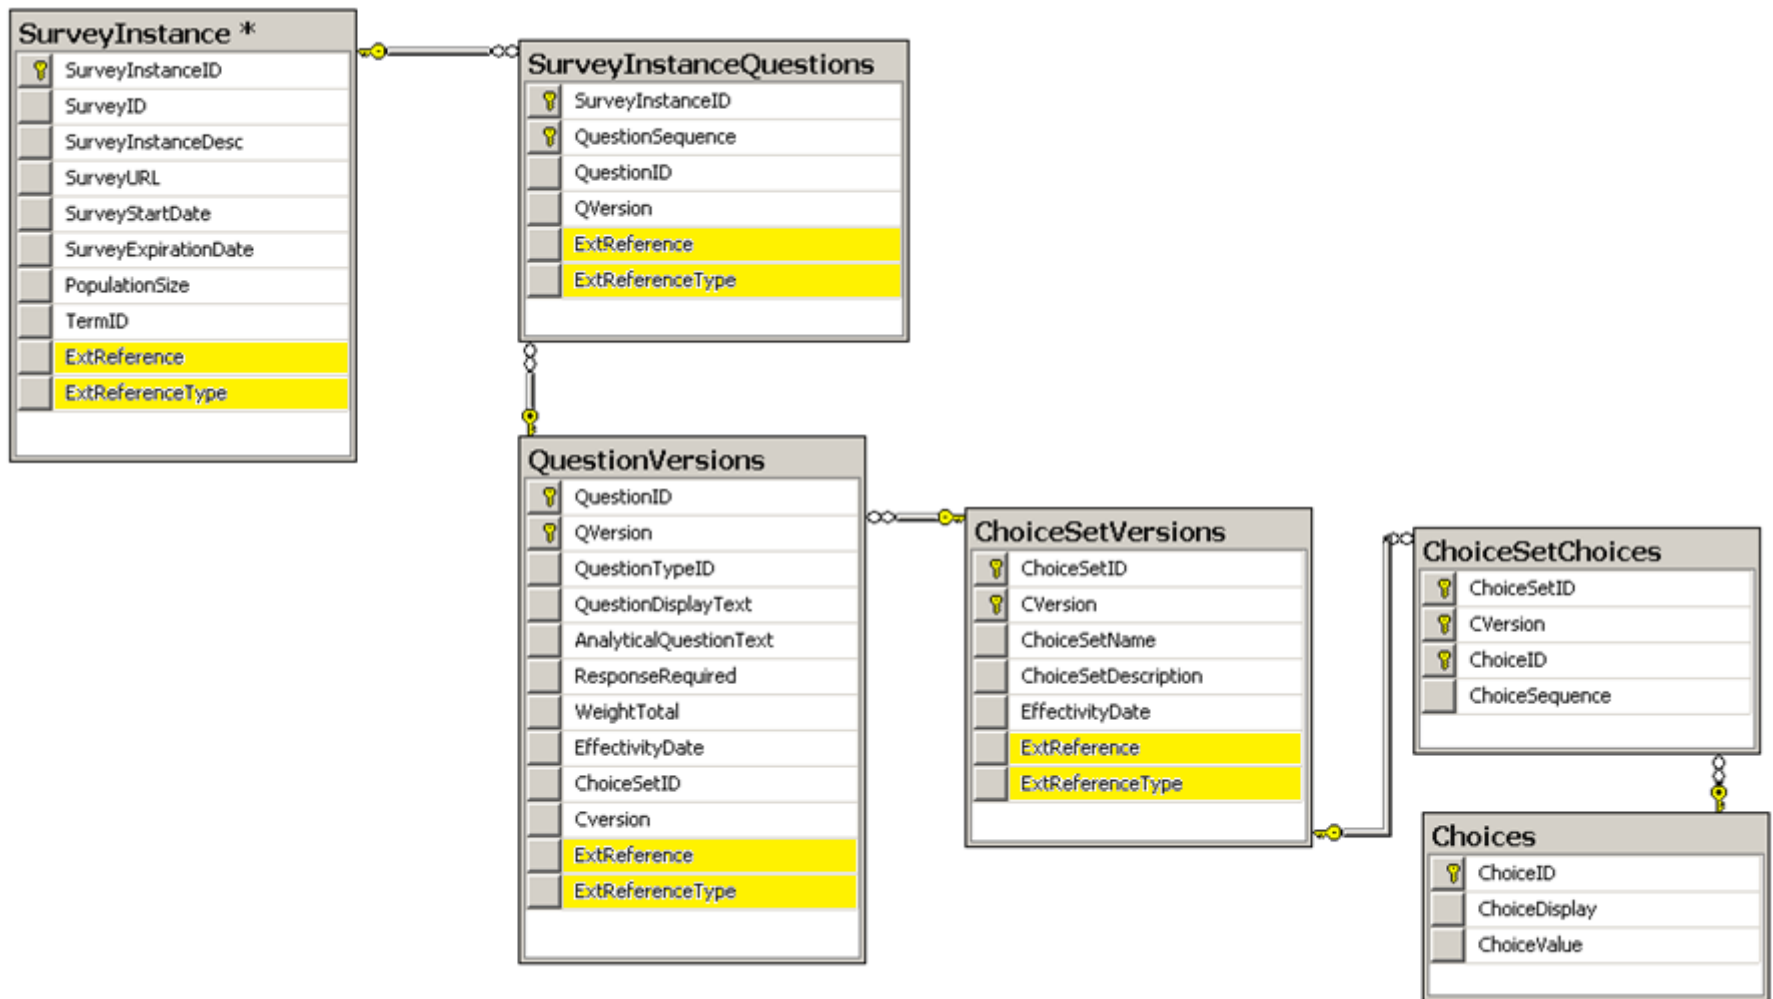 SurveyInstance *
SurveyInstanceID
SurveyID
SurveyInstanceDesc
SurveyURL
SurveyStartDate
SurveyExpirationDate
PopulationSize
TermID
ExtReference
ExtReferenceType
SurveyInstanceQuestions
SurveyInstanceID
QuestionSequence
QuestionID
QVersion
ExtReference
ExtReferenceType
QuestionVersions
QuestionID
QVersion
QuestionTypeID
QuestionDisplayText
AnalyticalQuestionText
ResponseRequired
WeightTotal
EffectivityDate
ChoiceSetID
Cversion
ExtReference
ExtReferenceType
ChoiceSetVersions
ChoiceSetID
CVersion
ChoiceSetName
ChoiceSetDescription
EffectivityDate
ExtReference
ExtReferenceType
ChoiceSetChoices
ChoiceSetID
CVersion
ChoiceID
ChoiceSequence
Choices
ChoiceID
ChoiceDisplay
ChoiceValue